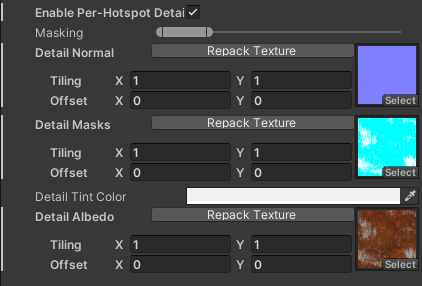 Enable Per-Hotspot Detai
Masking
Detail Normal Repack Texture
Tiling X 1 Y 1
Offset X 0 Y 0
Select
Detail Masks Repack Texture
Tiling X 1 Y 1
Offset X 0 Y 0
Select
Detail Tint Color
Detail Albedo Repack Texture
Tiling X 1 Y 1
Offset X 0 Y 0
Select